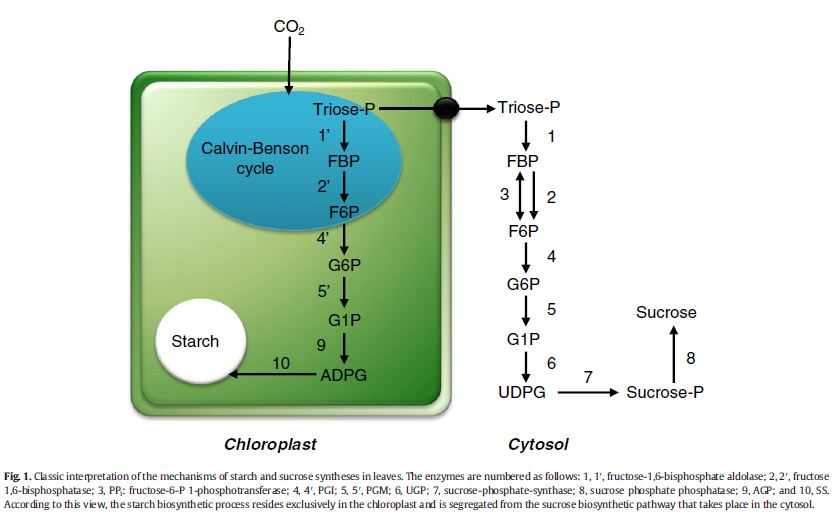 CO₂
Triose-P
Triose-P
1’
1
Calvin-Benson
cycle
FBP
FBP
2’
3
2
F6P
F6P
4’
4
G6P
G6P
5’
5
G1P
G1P
Sucrose
Starch
9
6
8
10
ADPG
UDPG
7
Sucrose-P
Chloroplast
Cytosol
Fig. 1. Classic interpretation of the mechanisms of starch and sucrose syntheses in leaves. The enzymes are numbered as follows: 1, 1′, fructose-1,6-bisphosphate aldolase; 2, 2′, fructose
1,6-bisphosphatase; 3, PPᵢ: fructose-6-P 1-phosphotransferase; 4, 4′, PGI; 5, 5′, PGM; 6, UGP; 7, sucrose-phosphate-synthase; 8, sucrose phosphate phosphatase; 9, AGP; and 10, SS.
According to this view, the starch biosynthetic process resides exclusively in the chloroplast and is segregated from the sucrose biosynthetic pathway that takes place in the cytosol.